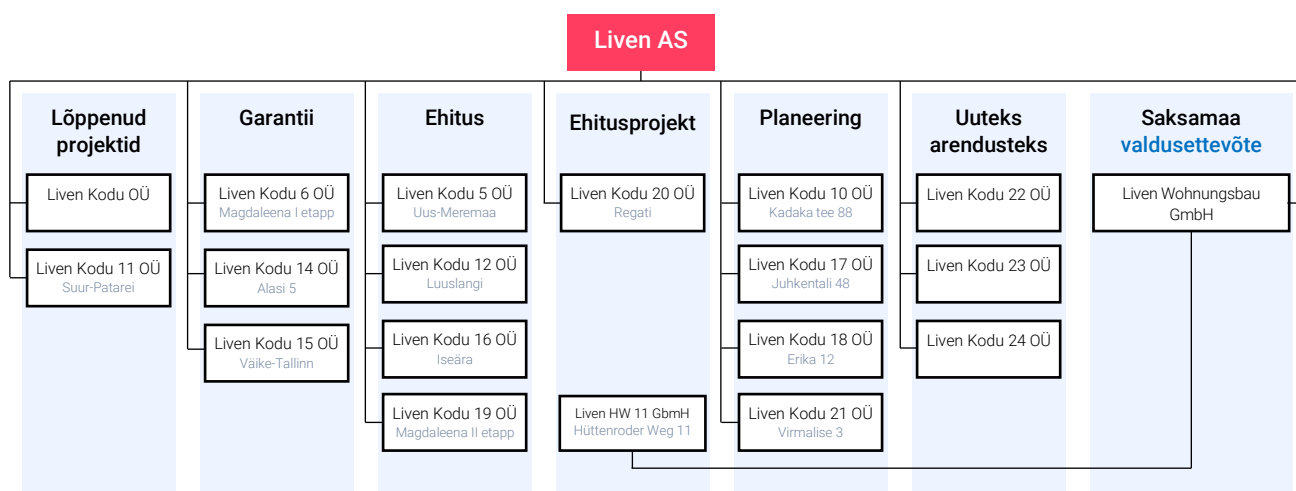 Liven AS
Lõppenud
projektid
Liven Kodu OÜ
Liven Kodu 11 OÜ
Suur-Patarei
Garantii
Liven Kodu 6 OÜ
Magdaleena I etapp
Liven Kodu 14 OÜ
Alasi 5
Liven Kodu 15 OÜ
Väike-Tallinn
Ehitus
Liven Kodu 5 OÜ
Uus-Meremaa
Liven Kodu 12 OÜ
Luuslangi
Liven Kodu 16 OÜ
Iseära
Liven Kodu 19 OÜ
Magdaleena II etapp
Ehitusprojekt
Liven Kodu 20 OÜ
Regati
Liven HW 11 GbmH
Hüttenroder Weg 11
Planeering
Liven Kodu 10 OÜ
Kadaka tee 88
Liven Kodu 17 OÜ
Juhkentali 48
Liven Kodu 18 OÜ
Erika 12
Liven Kodu 21 OÜ
Virmalise 3
Uuteks
arendusteks
Liven Kodu 22 OÜ
Liven Kodu 23 OÜ
Liven Kodu 24 OÜ
Saksamaa
valdusettevõte
Liven Wohnungsbau
GmbH